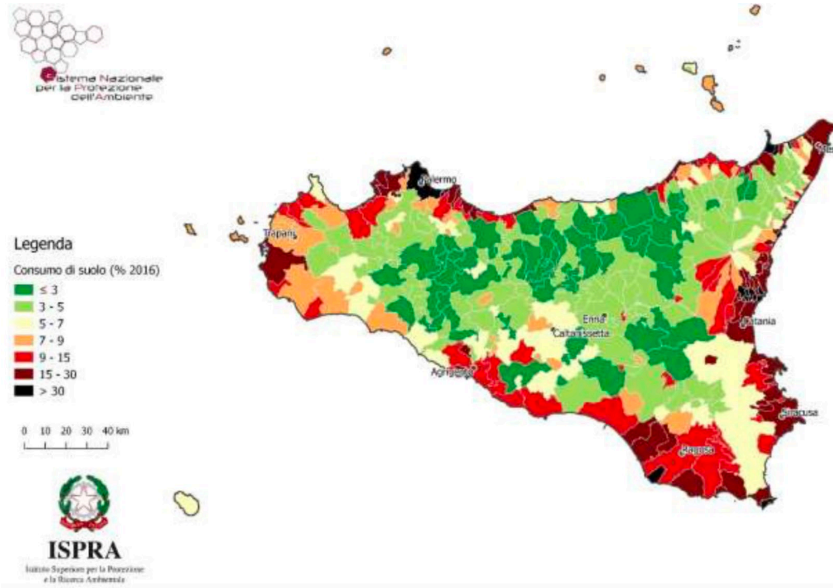 Sistema Nazionale
per la Protezione
dell'Ambiente
Palermo
Trapani
Legenda
Consumo di suolo (% 2016)
≤ 3
3 - 5
5 - 7
7 - 9
9 - 15
15 - 30
> 30
Enna
Caltanissetta
Catania
Agrigento
Siracusa
Ragusa
0 10 20 30 40 km
ISPRA
Istituto Superiore per la Protezione
e la Ricerca Ambientale